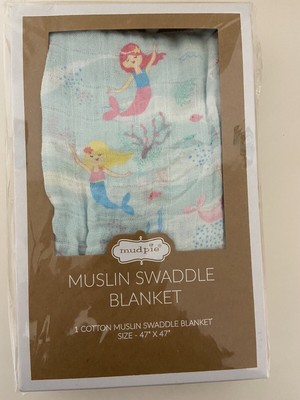 mudpie®
MUSLIN SWADDLE
BLANKET
1 COTTON MUSLIN SWADDLE BLANKET
SIZE - 47" X 47"